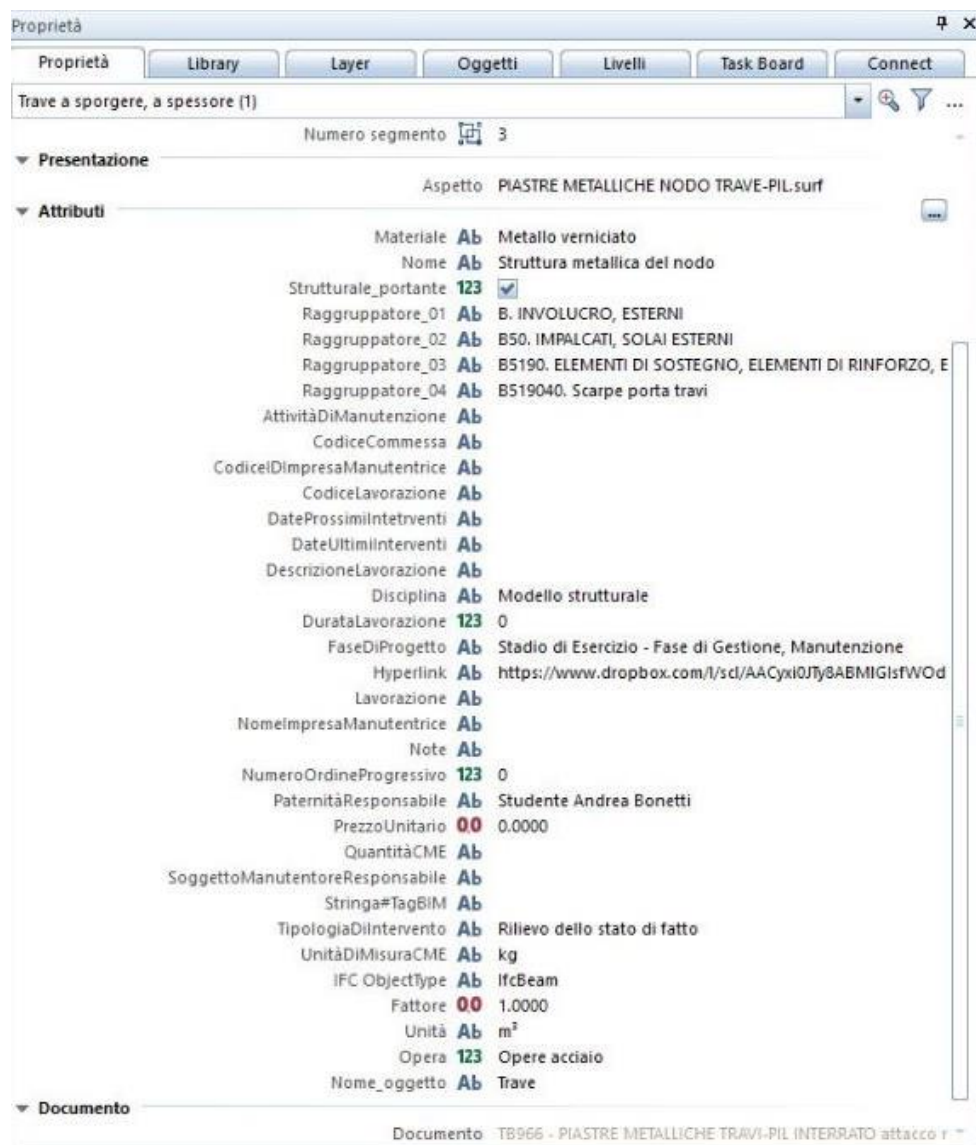 Proprietà
Proprietà Library Layer Oggetti Livelli Task Board Connect
Trave a sporgere, a spessore (1) ...
Numero segmento 3
Presentazione
Aspetto PIASTRE METALLICHE NODO TRAVE-PIL.surf
Attributi ...
Materiale Ab Metallo verniciato
Nome Ab Struttura metallica del nodo
Strutturale_portante 123
Raggruppatore_01 Ab B. INVOLUCRO, ESTERNI
Raggruppatore_02 Ab B50. IMPALCATI, SOLAI ESTERNI
Raggruppatore_03 Ab B5190. ELEMENTI DI SOSTEGNO, ELEMENTI DI RINFORZO, E
Raggruppatore_04 Ab B519040. Scarpe porta travi
AttivitàDiManutenzione Ab
CodiceCommessa Ab
CodiceIDImpresaManutentrice Ab
CodiceLavorazione Ab
DateProssimiIntetrventi Ab
DateUltimiInterventi Ab
DescrizioneLavorazione Ab
Disciplina Ab Modello strutturale
DurataLavorazione 123 0
FaseDiProgetto Ab Stadio di Esercizio - Fase di Gestione, Manutenzione
Hyperlink Ab https://www.dropbox.com/l/scl/AACyxi0JTy8ABMIGIsfWOd
Lavorazione Ab
NomeImpresaManutentrice Ab
Note Ab
NumeroOrdineProgressivo 123 0
PaternitàResponsabile Ab Studente Andrea Bonetti
PrezzoUnitario 0.0 0.0000
QuantitàCME Ab
SoggettoManutentoreResponsabile Ab
Stringa#TagBIM Ab
TipologiaDiIntervento Ab Rilievo dello stato di fatto
UnitàDiMisuraCME Ab kg
IFC ObjectType Ab IfcBeam
Fattore 0.0 1.0000
Unità Ab m³
Opera 123 Opere acciaio
Nome_oggetto Ab Trave
Documento
Documento TB966 - PIASTRE METALLICHE TRAVI-PIL INTERRATO attacco r